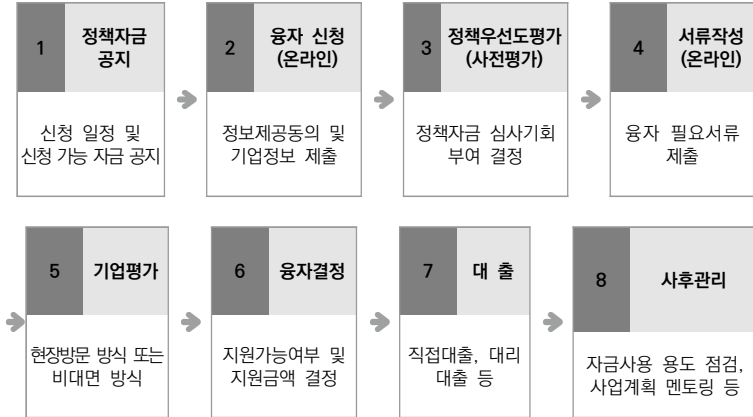 1
정책자금
공지
신청 일정 및
신청 가능 자금 공지
2
융자 신청
(온라인)
정보제공동의 및
기업정보 제출
3
정책우선도평가
(사전평가)
정책자금 심사기회
부여 결정
4
서류작성
(온라인)
융자 필요서류
제출
5
기업평가
현장방문 방식 또는
비대면 방식
6
융자결정
지원가능여부 및
지원금액 결정
7
대 출
직접대출, 대리
대출 등
8
사후관리
자금사용 용도 점검,
사업계획 멘토링 등